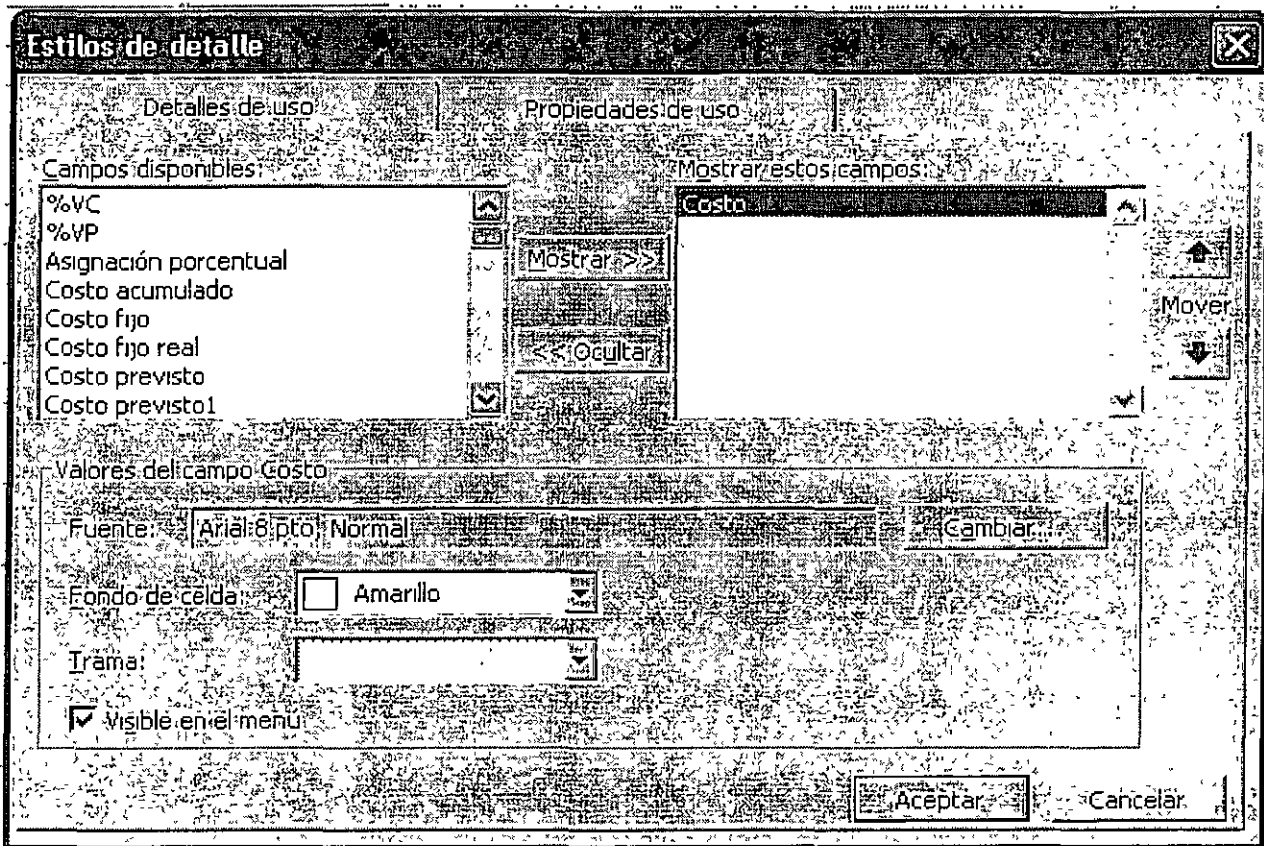 Estilos de detalle
Detalles de uso
Propiedades de uso
Campos disponibles:
%VC
%VP
Asignación porcentual
Costo acumulado
Costo fijo
Costo fijo real
Costo previsto
Costo previsto1
Mostrar >>
<< Ocultar
Mostrar estos campos:
Costo
Mover
Valores del campo Costo
Fuente: Arial 8 pto, Normal
Cambiar...
Fondo de celda: Amarillo
Trama:
Visible en el menú
Aceptar
Cancelar